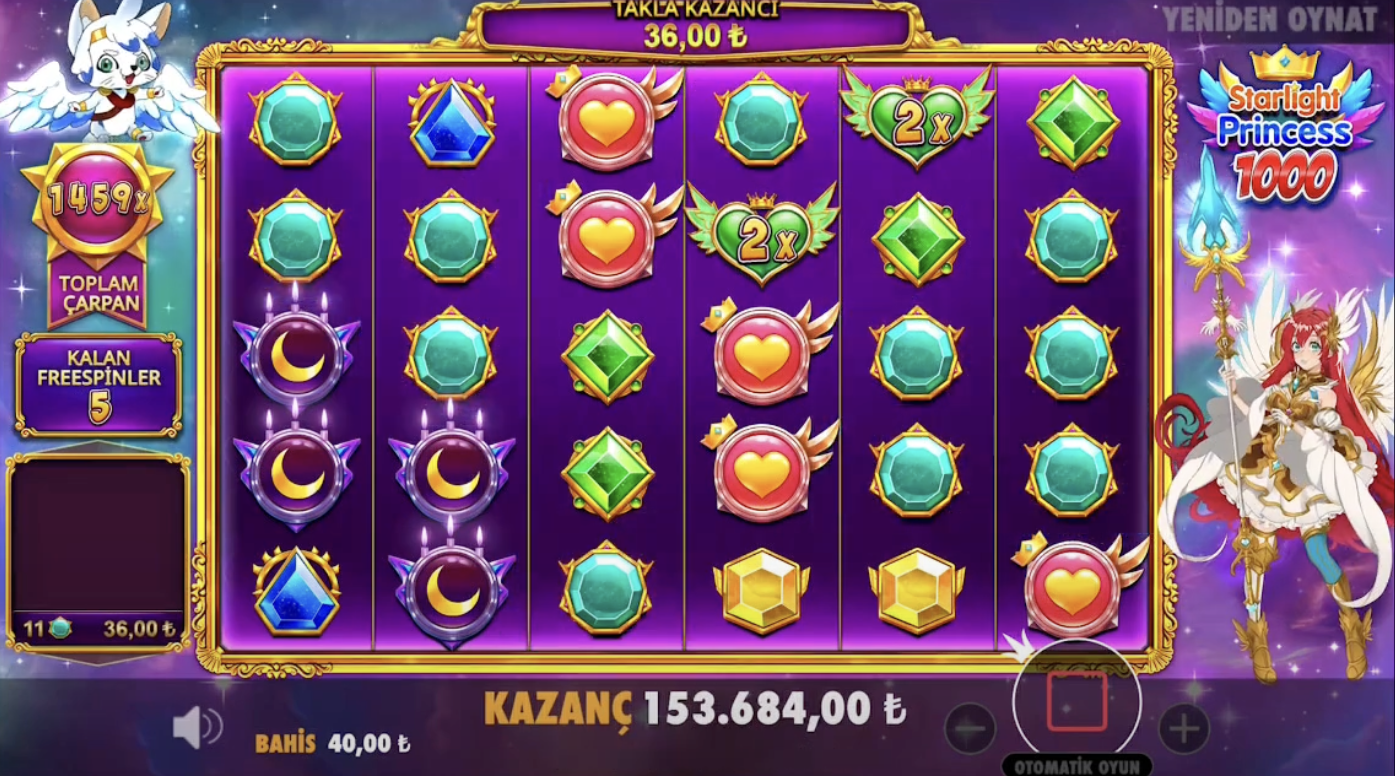 TAKLA KAZANCI
36,00 ₺
YENİDEN OYNAT
Starlight
Princess
1000
1459x
TOPLAM
ÇARPAN
KALAN
FREESPİNLER
5
2x
2x
11 36,00 ₺
KAZANÇ 153.684,00 ₺
BAHİS 40,00 ₺
OTOMATİK OYUN